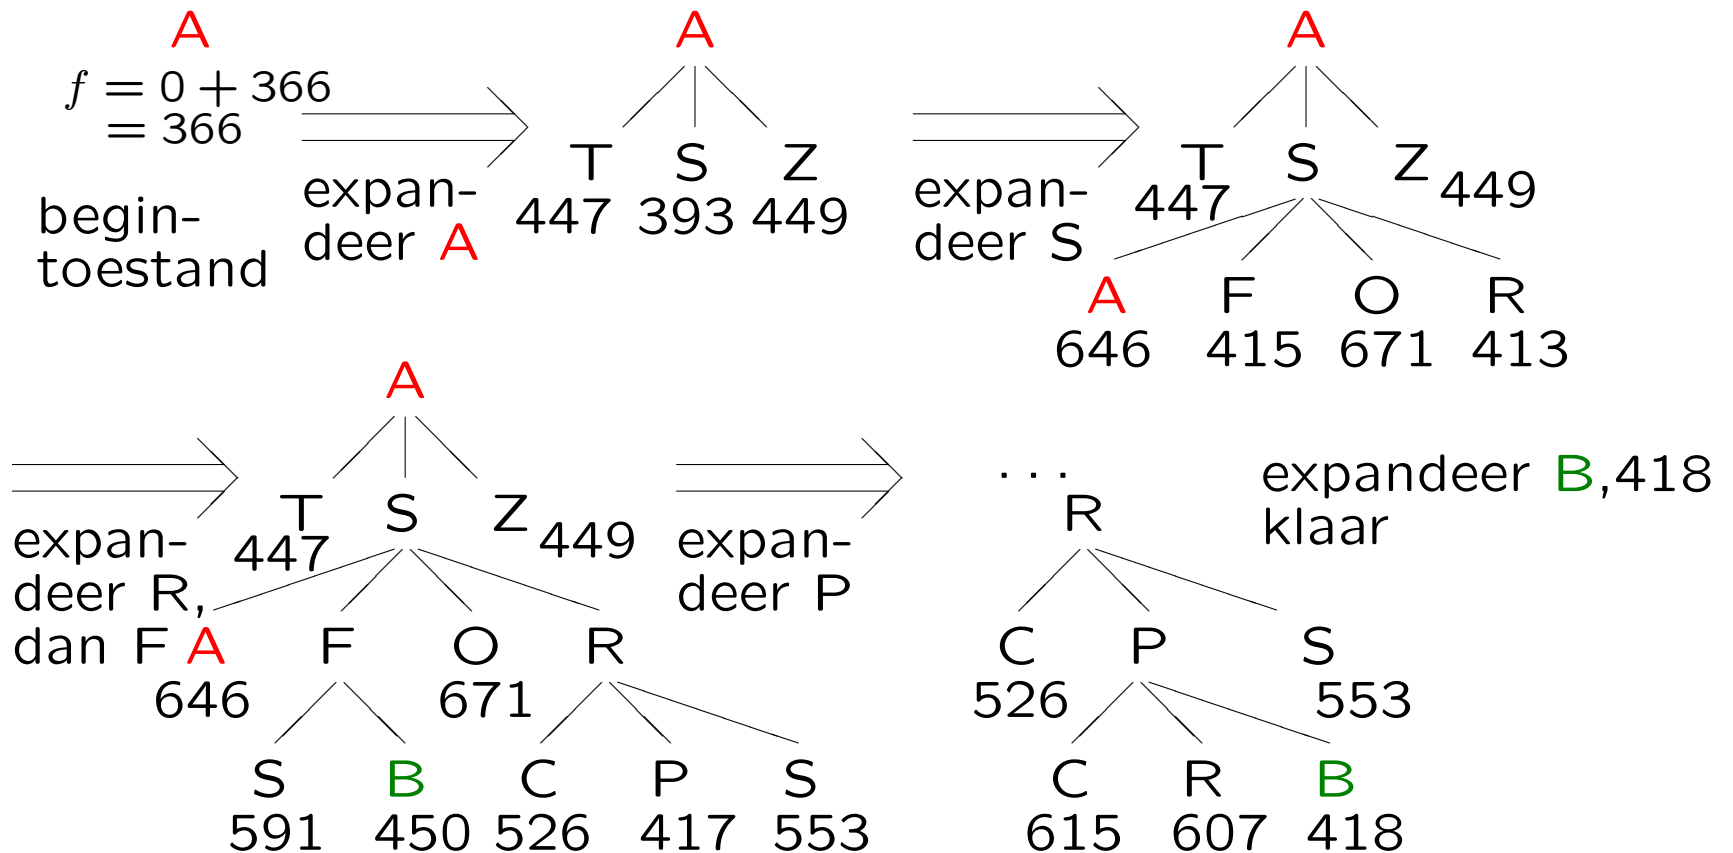 A
f = 0 + 366
= 366
begin-
toestand
expan-
deer A
A
T S Z
447 393 449
expan-
deer S
A
T S Z
447 449
A F O R
646 415 671 413
expan-
deer R,
dan F
A
T S Z
447 449
A F O R
646 671
S B C P S
591 450 526 417 553
expan-
deer P
. . .
R
C P S
526 553
C R B
615 607 418
expandeer B,418
klaar